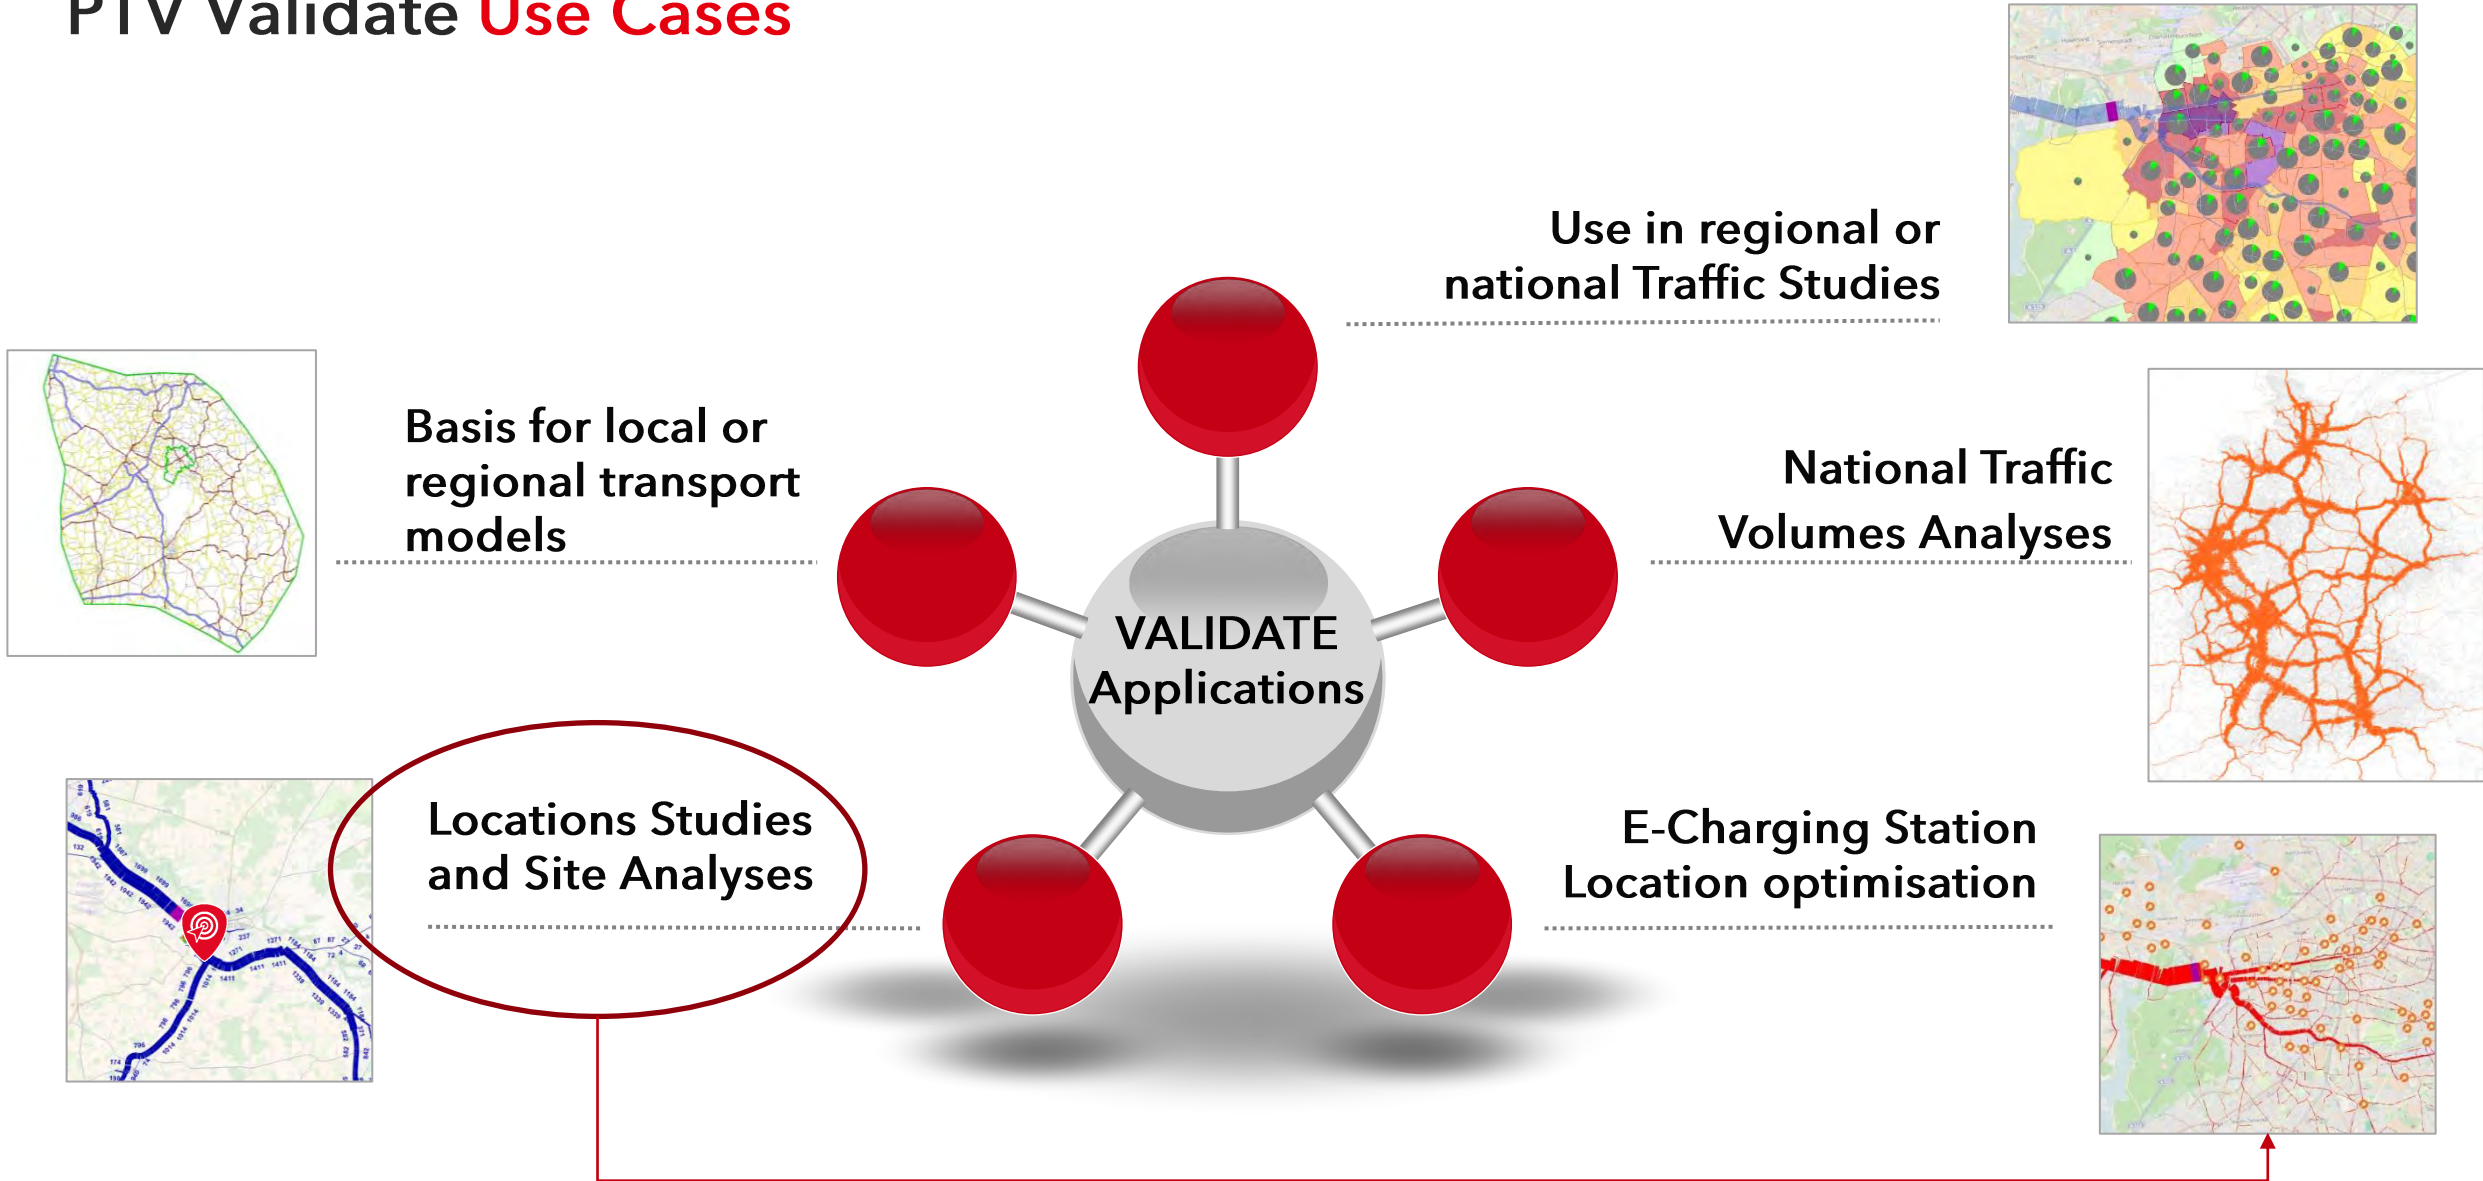 PTV Validate Use Cases
Use in regional or
national Traffic Studies
Basis for local or
regional transport
models
National Traffic
Volumes Analyses
VALIDATE
Applications
Locations Studies
and Site Analyses
E-Charging Station
Location optimisation